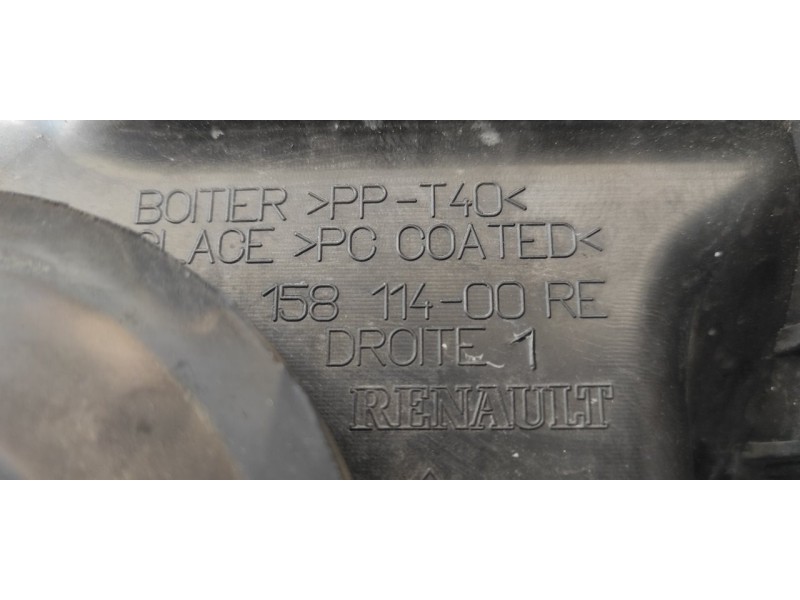 BOITIER >PP-T40<
GLACE >PC COATED<
158 114-00 RE
DROITE 1
RENAULT